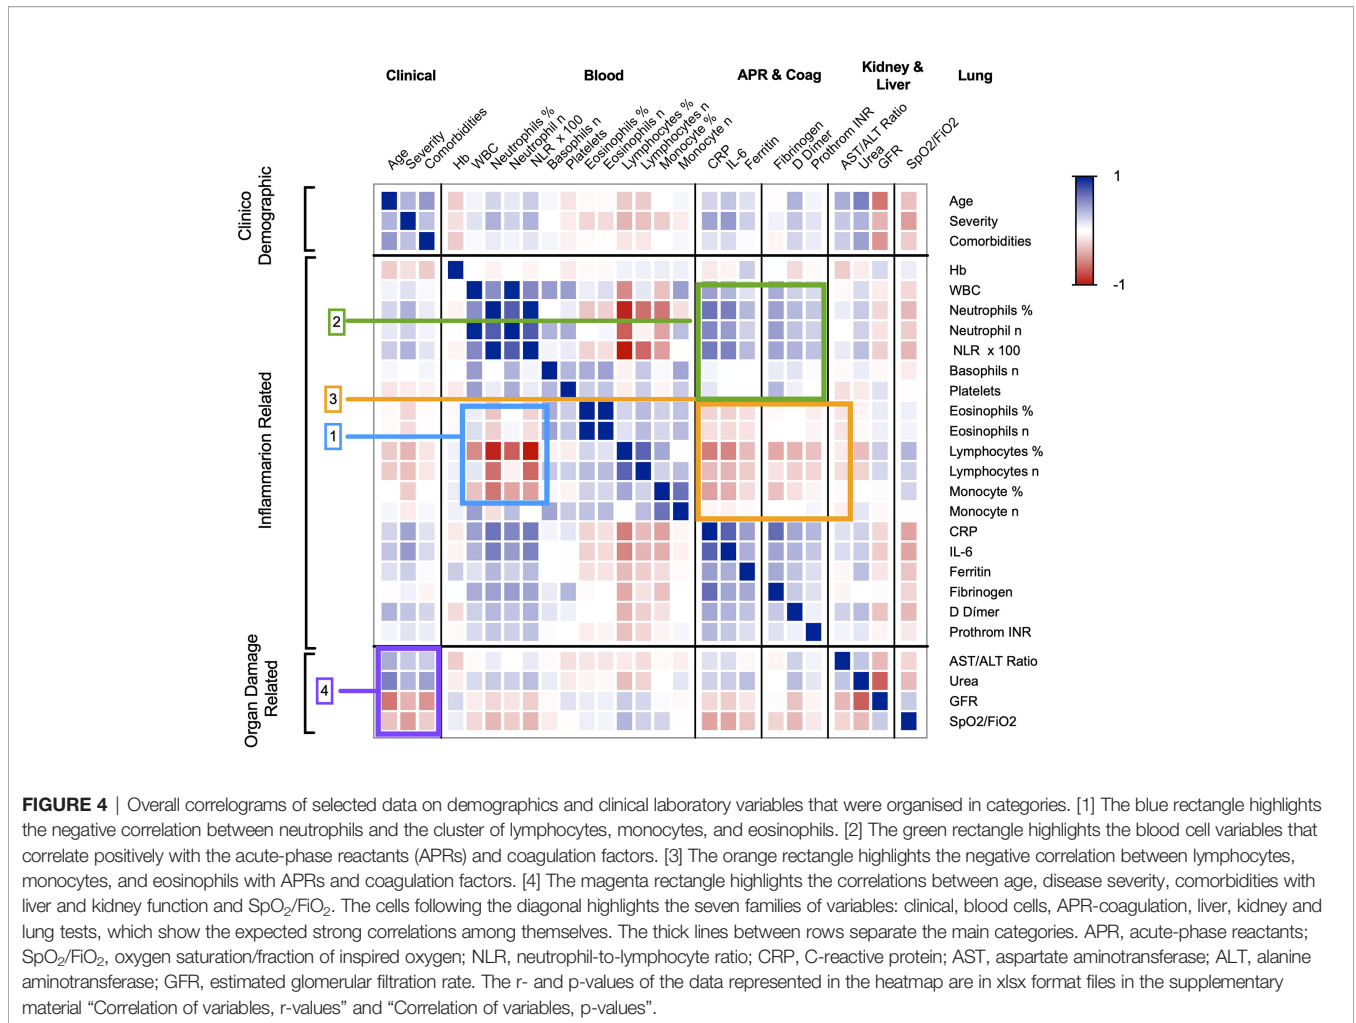 Clinical
Blood
APR & Coag
Kidney &
Liver
Lung
Age
Severity
Comorbidities
Hb
WBC
Neutrophils %
Neutrophil n
NLR x 100
Basophils n
Platelets
Eosinophils %
Eosinophils n
Lymphocytes %
Lymphocytes n
Monocyte %
Monocyte n
CRP
IL-6
Ferritin
Fibrinogen
D Dímer
Prothrom INR
AST/ALT Ratio
Urea
GFR
SpO2/FiO2
Clinico
Demographic
Inflammarion Related
Organ Damage
Related
2
3
1
4
Age
Severity
Comorbidities
Hb
WBC
Neutrophils %
Neutrophil n
NLR x 100
Basophils n
Platelets
Eosinophils %
Eosinophils n
Lymphocytes %
Lymphocytes n
Monocyte %
Monocyte n
CRP
IL-6
Ferritin
Fibrinogen
D Dímer
Prothrom INR
AST/ALT Ratio
Urea
GFR
SpO2/FiO2
1
-1
FIGURE 4 | Overall correlograms of selected data on demographics and clinical laboratory variables that were organised in categories. [1] The blue rectangle highlights
the negative correlation between neutrophils and the cluster of lymphocytes, monocytes, and eosinophils. [2] The green rectangle highlights the blood cell variables that
correlate positively with the acute-phase reactants (APRs) and coagulation factors. [3] The orange rectangle highlights the negative correlation between lymphocytes,
monocytes, and eosinophils with APRs and coagulation factors. [4] The magenta rectangle highlights the correlations between age, disease severity, comorbidities with
liver and kidney function and SpO₂/FiO₂. The cells following the diagonal highlights the seven families of variables: clinical, blood cells, APR-coagulation, liver, kidney and
lung tests, which show the expected strong correlations among themselves. The thick lines between rows separate the main categories. APR, acute-phase reactants;
SpO₂/FiO₂, oxygen saturation/fraction of inspired oxygen; NLR, neutrophil-to-lymphocyte ratio; CRP, C-reactive protein; AST, aspartate aminotransferase; ALT, alanine
aminotransferase; GFR, estimated glomerular filtration rate. The r- and p-values of the data represented in the heatmap are in xlsx format files in the supplementary
material “Correlation of variables, r-values” and “Correlation of variables, p-values”.